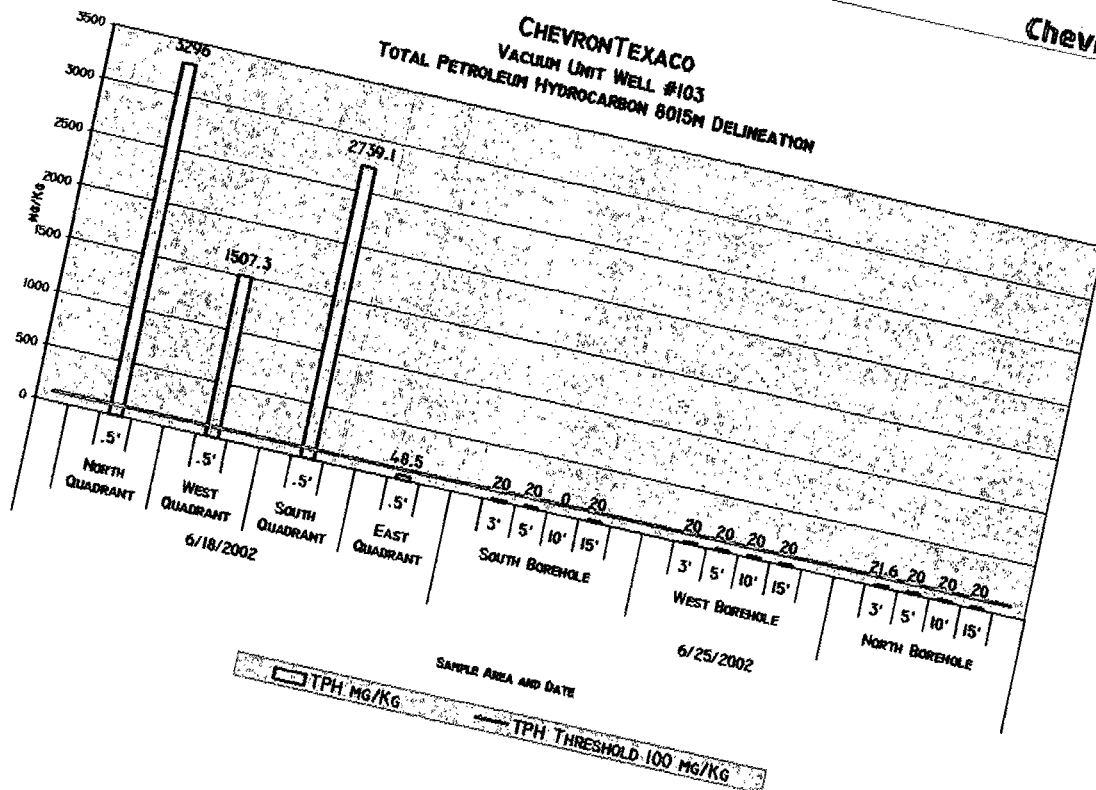 Chev
CHEVRONTEXACO
VACUUM UNIT WELL #103
TOTAL PETROLEUM HYDROCARBON 8015M DELINEATION
3500
3000
2500
2000
1500
1000
500
0
MG/KG
3296
1507.3
2739.1
48.5
20 20 0 20
20 20 20 20
21.6 20 20 20
.5'
.5'
.5'
.5'
3' 5' 10' 15'
3' 5' 10' 15'
3' 5' 10' 15'
NORTH
QUADRANT
WEST
QUADRANT
SOUTH
QUADRANT
EAST
QUADRANT
SOUTH BOREHOLE
WEST BOREHOLE
NORTH BOREHOLE
6/18/2002
6/25/2002
SAMPLE AREA AND DATE
TPH MG/KG
TPH THRESHOLD 100 MG/KG